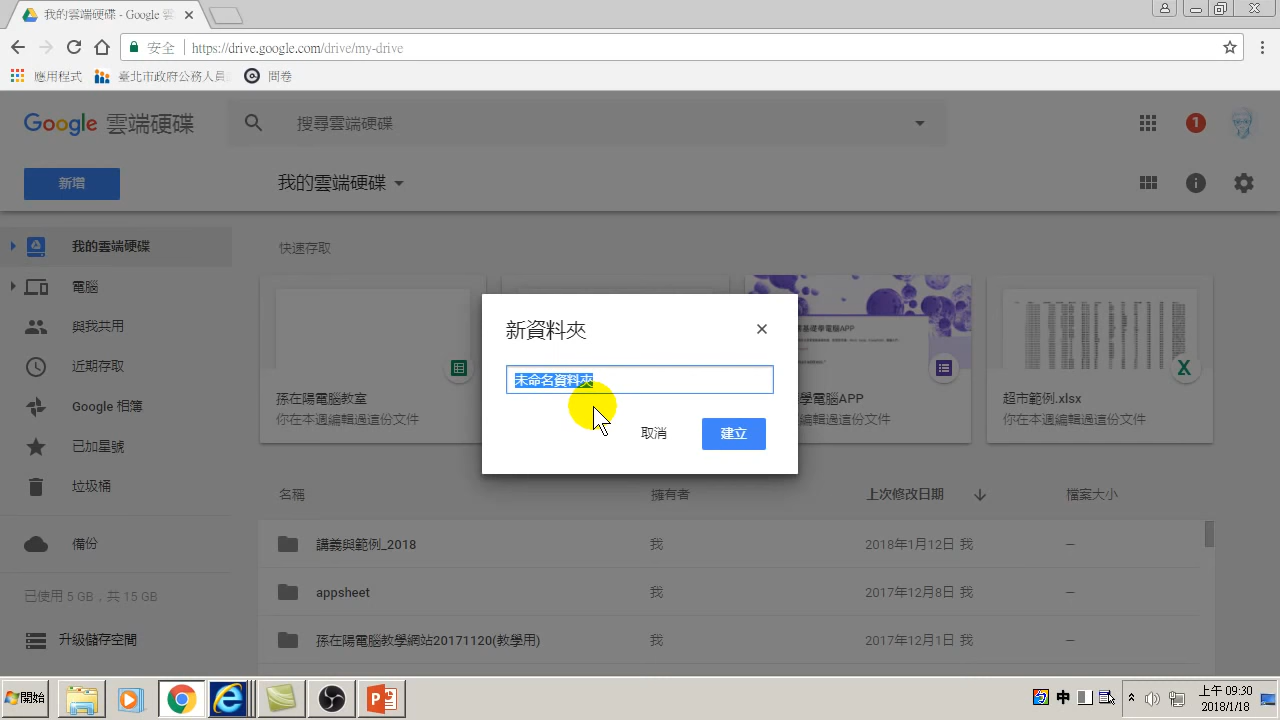 我的雲端硬碟 - Google 雲
安全 https://drive.google.com/drive/my-drive
應用程式 臺北市政府公務人員 問卷
Google 雲端硬碟 搜尋雲端硬碟 1
新增 我的雲端硬碟
我的雲端硬碟 快速存取
電腦
與我共用
近期存取
Google 相簿
已加星號
垃圾桶
備份
已使用 5 GB，共 15 GB
升級儲存空間
孫在陽電腦教室
你在本週編輯過這份文件
基礎學電腦APP
學電腦APP
編輯過這份文件
超市範例.xlsx
你在本週編輯過這份文件
新資料夾
未命名資料夾
取消 建立
名稱 擁有者 上次修改日期 檔案大小
講義與範例_2018 我 2018年1月12日 我 —
appsheet 我 2017年12月8日 我 —
孫在陽電腦教學網站20171120(教學用) 我 2017年12月1日 我 —
開始 中 上午 09:30
2018/1/18